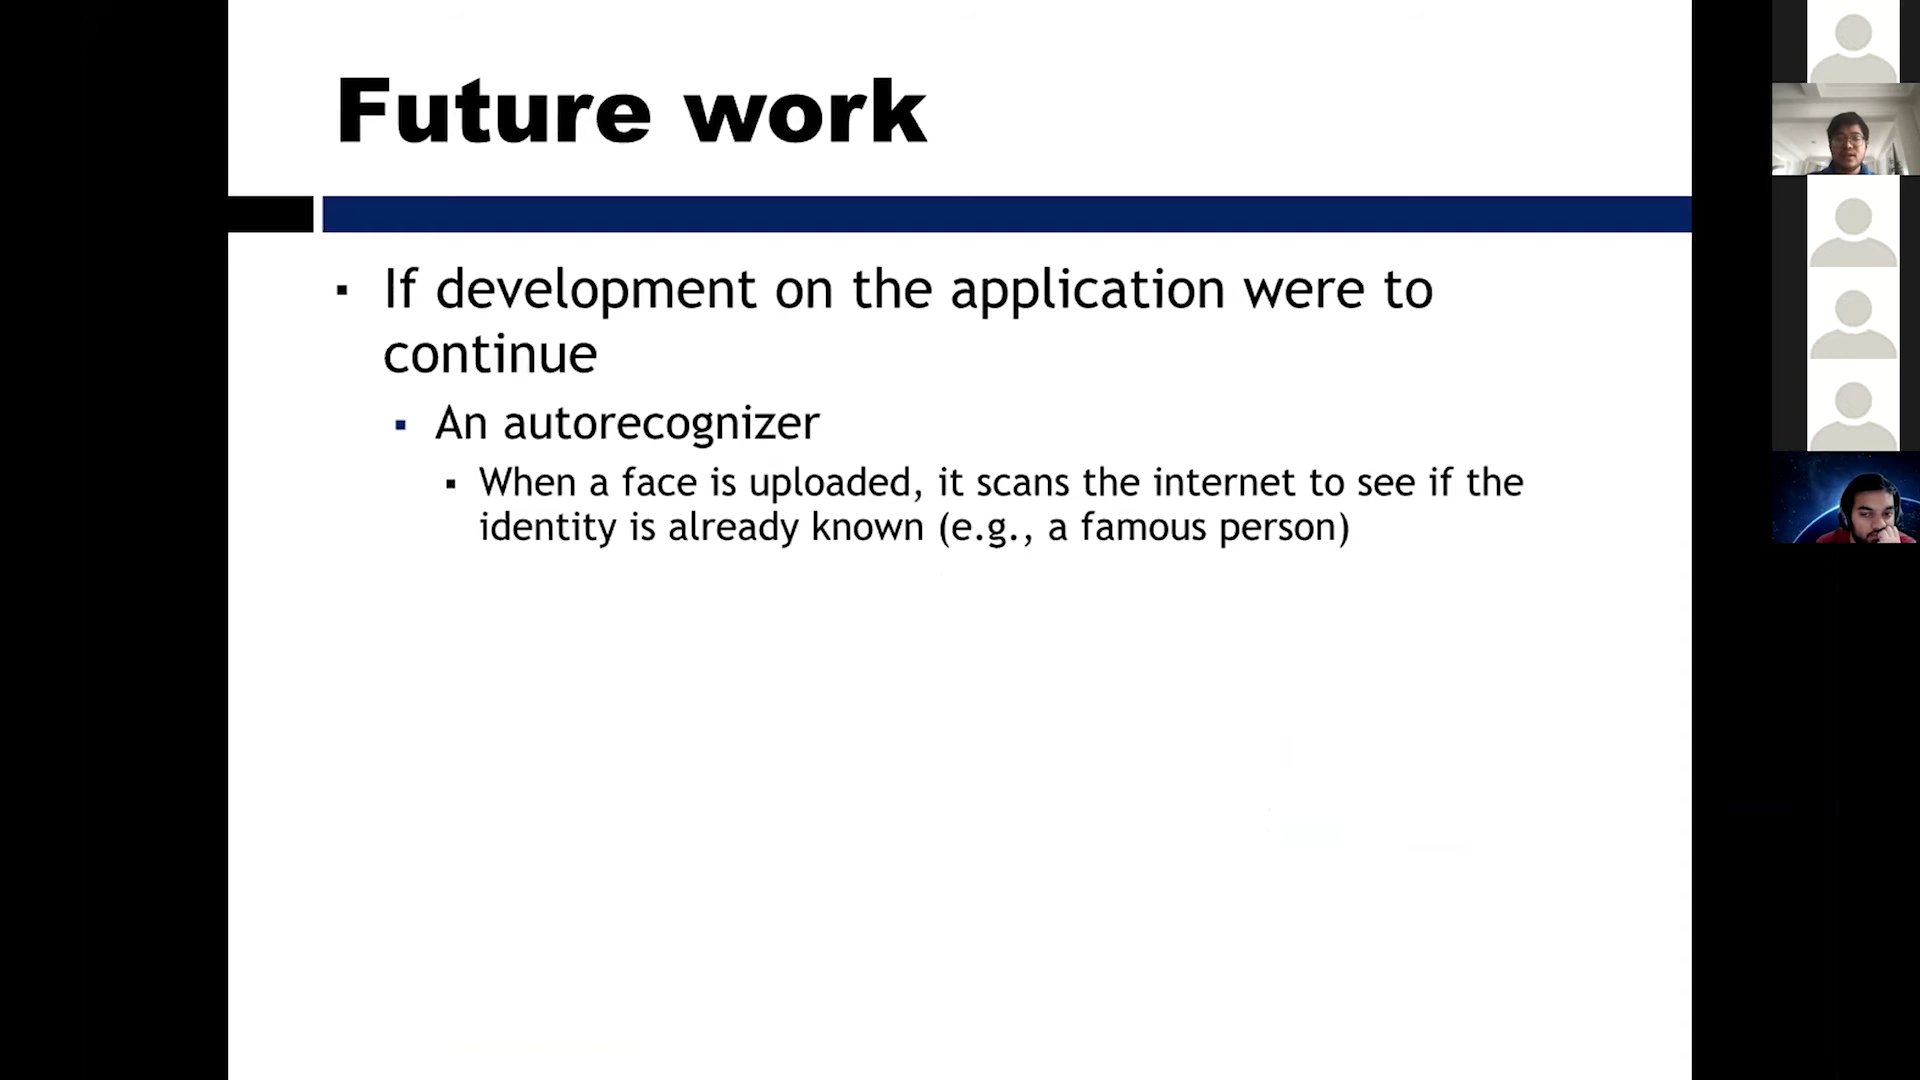 Future work
▪ If development on the application were to
continue
▪ An autorecognizer
▪ When a face is uploaded, it scans the internet to see if the
identity is already known (e.g., a famous person)